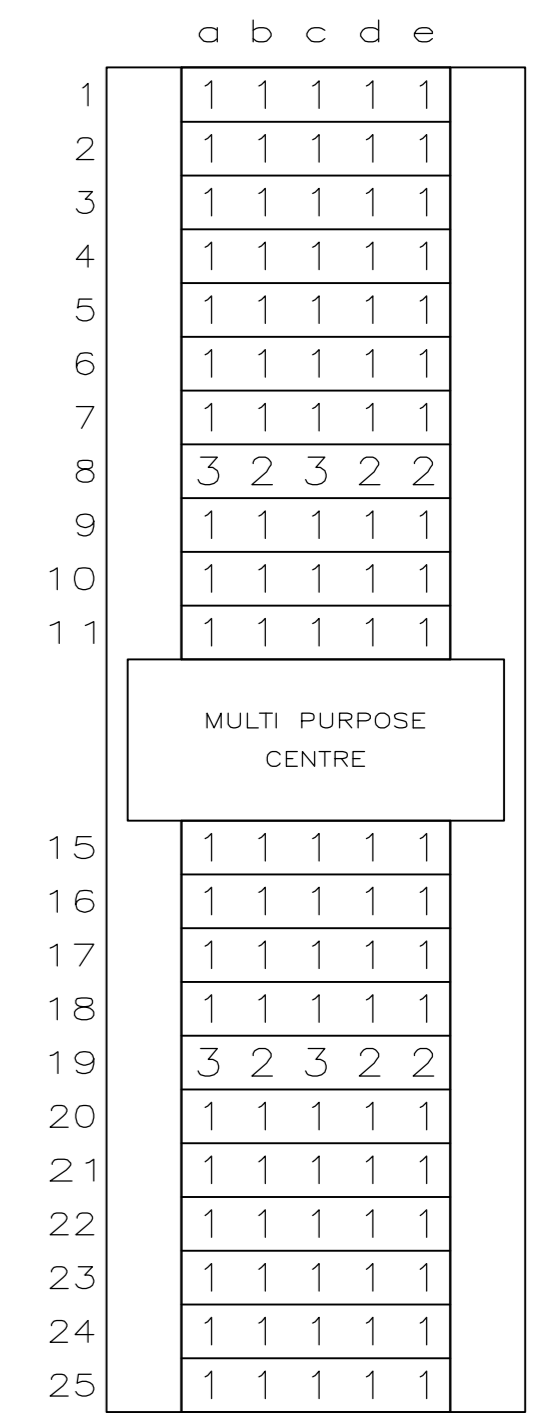 a b c d e
1 1 1 1 1 1
2 1 1 1 1 1
3 1 1 1 1 1
4 1 1 1 1 1
5 1 1 1 1 1
6 1 1 1 1 1
7 1 1 1 1 1
8 3 2 3 2 2
9 1 1 1 1 1
10 1 1 1 1 1
11 1 1 1 1 1
MULTI PURPOSE
CENTRE
15 1 1 1 1 1
16 1 1 1 1 1
17 1 1 1 1 1
18 1 1 1 1 1
19 3 2 3 2 2
20 1 1 1 1 1
21 1 1 1 1 1
22 1 1 1 1 1
23 1 1 1 1 1
24 1 1 1 1 1
25 1 1 1 1 1